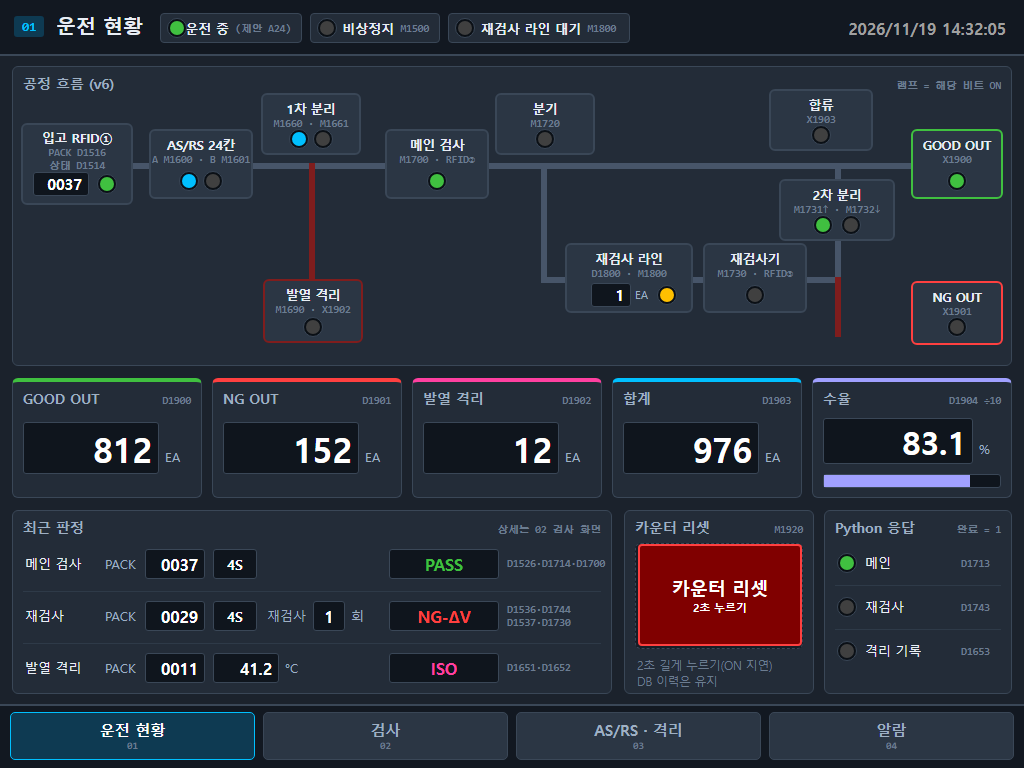 01 운전 현황 운전 중 (제안 A24) 비상정지 M1500 재검사 라인 대기 M1800 2026/11/19 14:32:05
공정 흐름 (v6) 램프 = 해당 비트 ON
입고 RFID①
PACK D1516
상태 D1514
0037
AS/RS 24칸
A M1600 · B M1601
1차 분리
M1660 · M1661
메인 검사
M1700 · RFID②
분기
M1720
합류
X1903
GOOD OUT
X1900
2차 분리
M1731↑ · M1732↓
재검사 라인
D1800 · M1800
1 EA
재검사기
M1730 · RFID③
발열 격리
M1690 · X1902
NG OUT
X1901
GOOD OUT D1900
812 EA
NG OUT D1901
152 EA
발열 격리 D1902
12 EA
합계 D1903
976 EA
수율 D1904 ÷10
83.1 %
최근 판정 상세는 02 검사 화면
메인 검사 PACK 0037 4S PASS D1526·D1714·D1700
재검사 PACK 0029 4S 재검사 1 회 NG-ΔV D1536·D1744
D1537·D1730
발열 격리 PACK 0011 41.2 °C ISO D1651·D1652
카운터 리셋 M1920
카운터 리셋
2초 누르기
2초 길게 누르기(ON 지연)
DB 이력은 유지
Python 응답 완료 = 1
메인 D1713
재검사 D1743
격리 기록 D1653
운전 현황
01
검사
02
AS/RS · 격리
03
알람
04